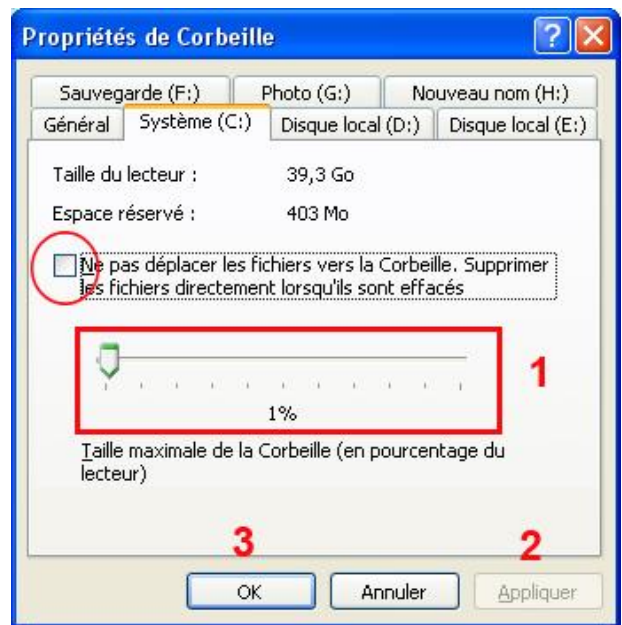 Propriétés de Corbeille
Sauvegarde (F:) Photo (G:) Nouveau nom (H:)
Général Système (C:) Disque local (D:) Disque local (E:)
Taille du lecteur : 39,3 Go
Espace réservé : 403 Mo
Ne pas déplacer les fichiers vers la Corbeille. Supprimer
les fichiers directement lorsqu'ils sont effacés
1
1%
Taille maximale de la Corbeille (en pourcentage du
lecteur)
3 2
OK Annuler Appliquer